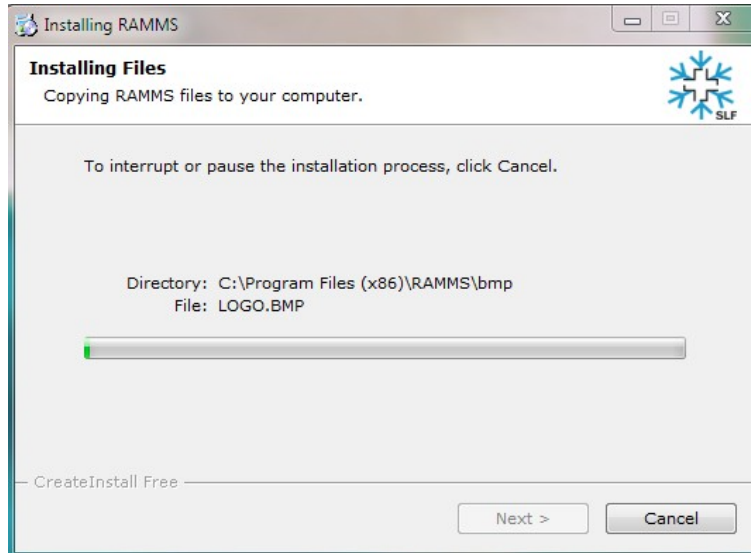 Installing RAMMS
Installing Files
Copying RAMMS files to your computer.
SLF
To interrupt or pause the installation process, click Cancel.
Directory: C:\Program Files (x86)\RAMMS\bmp
File: LOGO.BMP
CreateInstall Free
Next >
Cancel